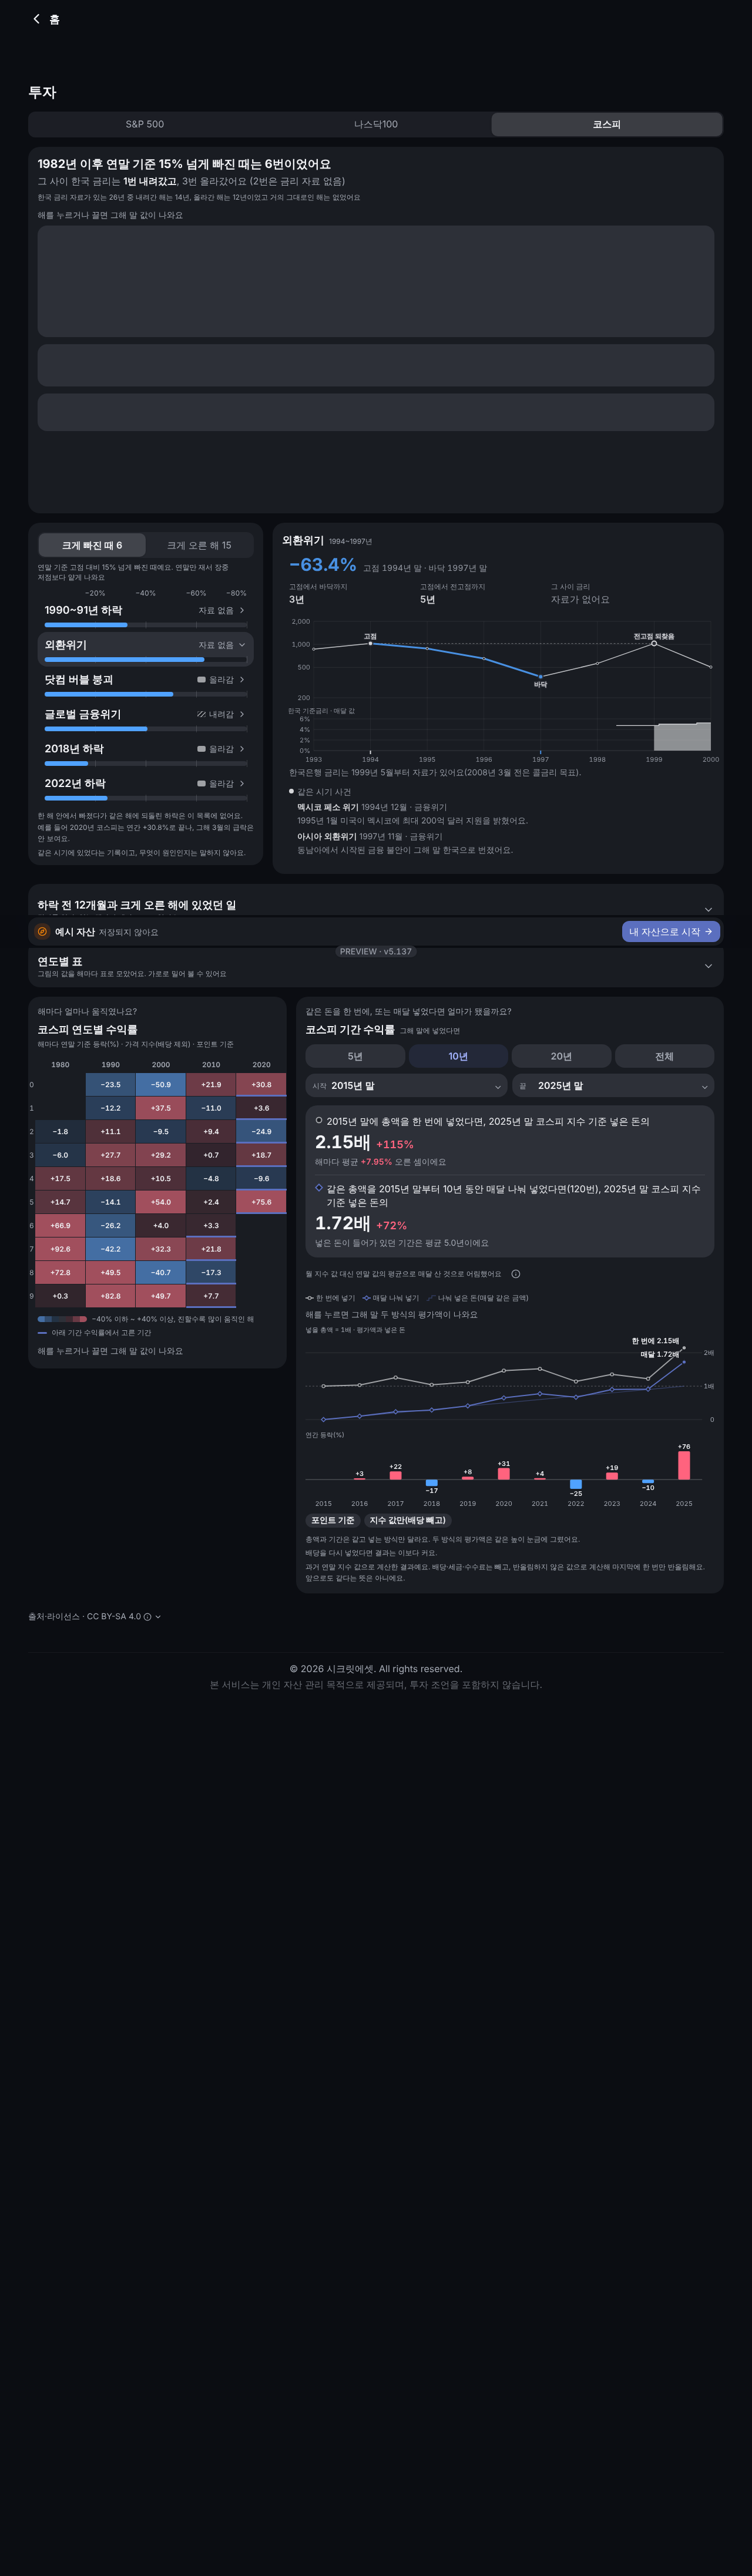 홈
투자
S&P 500
나스닥100
코스피
1982년 이후 연말 기준 15% 넘게 빠진 때는 6번이었어요
그 사이 한국 금리는 1번 내려갔고, 3번 올라갔어요 (2번은 금리 자료 없음)
한국 금리 자료가 있는 26년 중 내려간 해는 14년, 올라간 해는 12년이었고 거의 그대로인 해는 없었어요
해를 누르거나 끌면 그해 말 값이 나와요
크게 빠진 때 6
크게 오른 해 15
연말 기준 고점 대비 15% 넘게 빠진 때예요. 연말만 재서 장중
저점보다 얕게 나와요
−20% −40% −60% −80%
1990~91년 하락 자료 없음
외환위기 자료 없음
닷컴 버블 붕괴 올라감
글로벌 금융위기 내려감
2018년 하락 올라감
2022년 하락 올라감
한 해 안에서 빠졌다가 같은 해에 되돌린 하락은 이 목록에 없어요.
예를 들어 2020년 코스피는 연간 +30.8%로 끝나, 그해 3월의 급락은
안 보여요.
같은 시기에 있었다는 기록이고, 무엇이 원인인지는 말하지 않아요.
외환위기 1994~1997년
−63.4% 고점 1994년 말 · 바닥 1997년 말
고점에서 바닥까지 고점에서 전고점까지 그 사이 금리
3년 5년 자료가 없어요
2,000
고점 전고점 되찾음
1,000
500
바닥
200
한국 기준금리 · 매달 값
6%
4%
2%
0%
1993 1994 1995 1996 1997 1998 1999 2000
한국은행 금리는 1999년 5월부터 자료가 있어요(2008년 3월 전은 콜금리 목표).
같은 시기 사건
멕시코 페소 위기 1994년 12월 · 금융위기
1995년 1월 미국이 멕시코에 최대 200억 달러 지원을 밝혔어요.
아시아 외환위기 1997년 11월 · 금융위기
동남아에서 시작된 금융 불안이 그해 말 한국으로 번졌어요.
하락 전 12개월과 크게 오른 해에 있었던 일
예시 자산 저장되지 않아요
내 자산으로 시작
PREVIEW · v5.137
연도별 표
그림의 값을 해마다 표로 모았어요. 가로로 밀어 볼 수 있어요
해마다 얼마나 움직였나요?
코스피 연도별 수익률
해마다 연말 기준 등락(%) · 가격 지수(배당 제외) · 포인트 기준
1980 1990 2000 2010 2020
0 −23.5 −50.9 +21.9 +30.8
1 −12.2 +37.5 −11.0 +3.6
2 −1.8 +11.1 −9.5 +9.4 −24.9
3 −6.0 +27.7 +29.2 +0.7 +18.7
4 +17.5 +18.6 +10.5 −4.8 −9.6
5 +14.7 −14.1 +54.0 +2.4 +75.6
6 +66.9 −26.2 +4.0 +3.3
7 +92.6 −42.2 +32.3 +21.8
8 +72.8 +49.5 −40.7 −17.3
9 +0.3 +82.8 +49.7 +7.7
−40% 이하 ~ +40% 이상, 진할수록 많이 움직인 해
아래 기간 수익률에서 고른 기간
해를 누르거나 끌면 그해 말 값이 나와요
같은 돈을 한 번에, 또는 매달 넣었다면 얼마가 됐을까요?
코스피 기간 수익률 그해 말에 넣었다면
5년 10년 20년 전체
시작 2015년 말
끝 2025년 말
2015년 말에 총액을 한 번에 넣었다면, 2025년 말 코스피 지수 기준 넣은 돈의
2.15배 +115%
해마다 평균 +7.95% 오른 셈이에요
같은 총액을 2015년 말부터 10년 동안 매달 나눠 넣었다면(120번), 2025년 말 코스피 지수
기준 넣은 돈의
1.72배 +72%
넣은 돈이 들어가 있던 기간은 평균 5.0년이에요
월 지수 값 대신 연말 값의 평균으로 매달 산 것으로 어림했어요
한 번에 넣기 매달 나눠 넣기 나눠 넣은 돈(매달 같은 금액)
해를 누르면 그해 말 두 방식의 평가액이 나와요
넣을 총액 = 1배 · 평가액과 넣은 돈
한 번에 2.15배
매달 1.72배
2배
1배
0
연간 등락(%)
+3 +22 −17 +8 +31 +4 −25 +19 −10 +76
2015 2016 2017 2018 2019 2020 2021 2022 2023 2024 2025
포인트 기준 지수 값만(배당 빼고)
총액과 기간은 같고 넣는 방식만 달라요. 두 방식의 평가액은 같은 높이 눈금에 그렸어요.
배당을 다시 넣었다면 결과는 이보다 커요.
과거 연말 지수 값으로 계산한 결과예요. 배당·세금·수수료는 빼고, 반올림하지 않은 값으로 계산해 마지막에 한 번만 반올림해요.
앞으로도 같다는 뜻은 아니에요.
출처·라이선스 · CC BY-SA 4.0
© 2026 시크릿에셋. All rights reserved.
본 서비스는 개인 자산 관리 목적으로 제공되며, 투자 조언을 포함하지 않습니다.